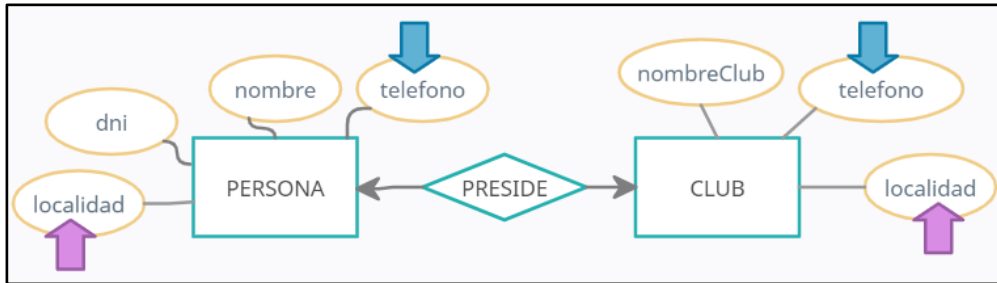 nombre
telefono
nombreClub
telefono
dni
localidad
PERSONA
PRESIDE
CLUB
localidad